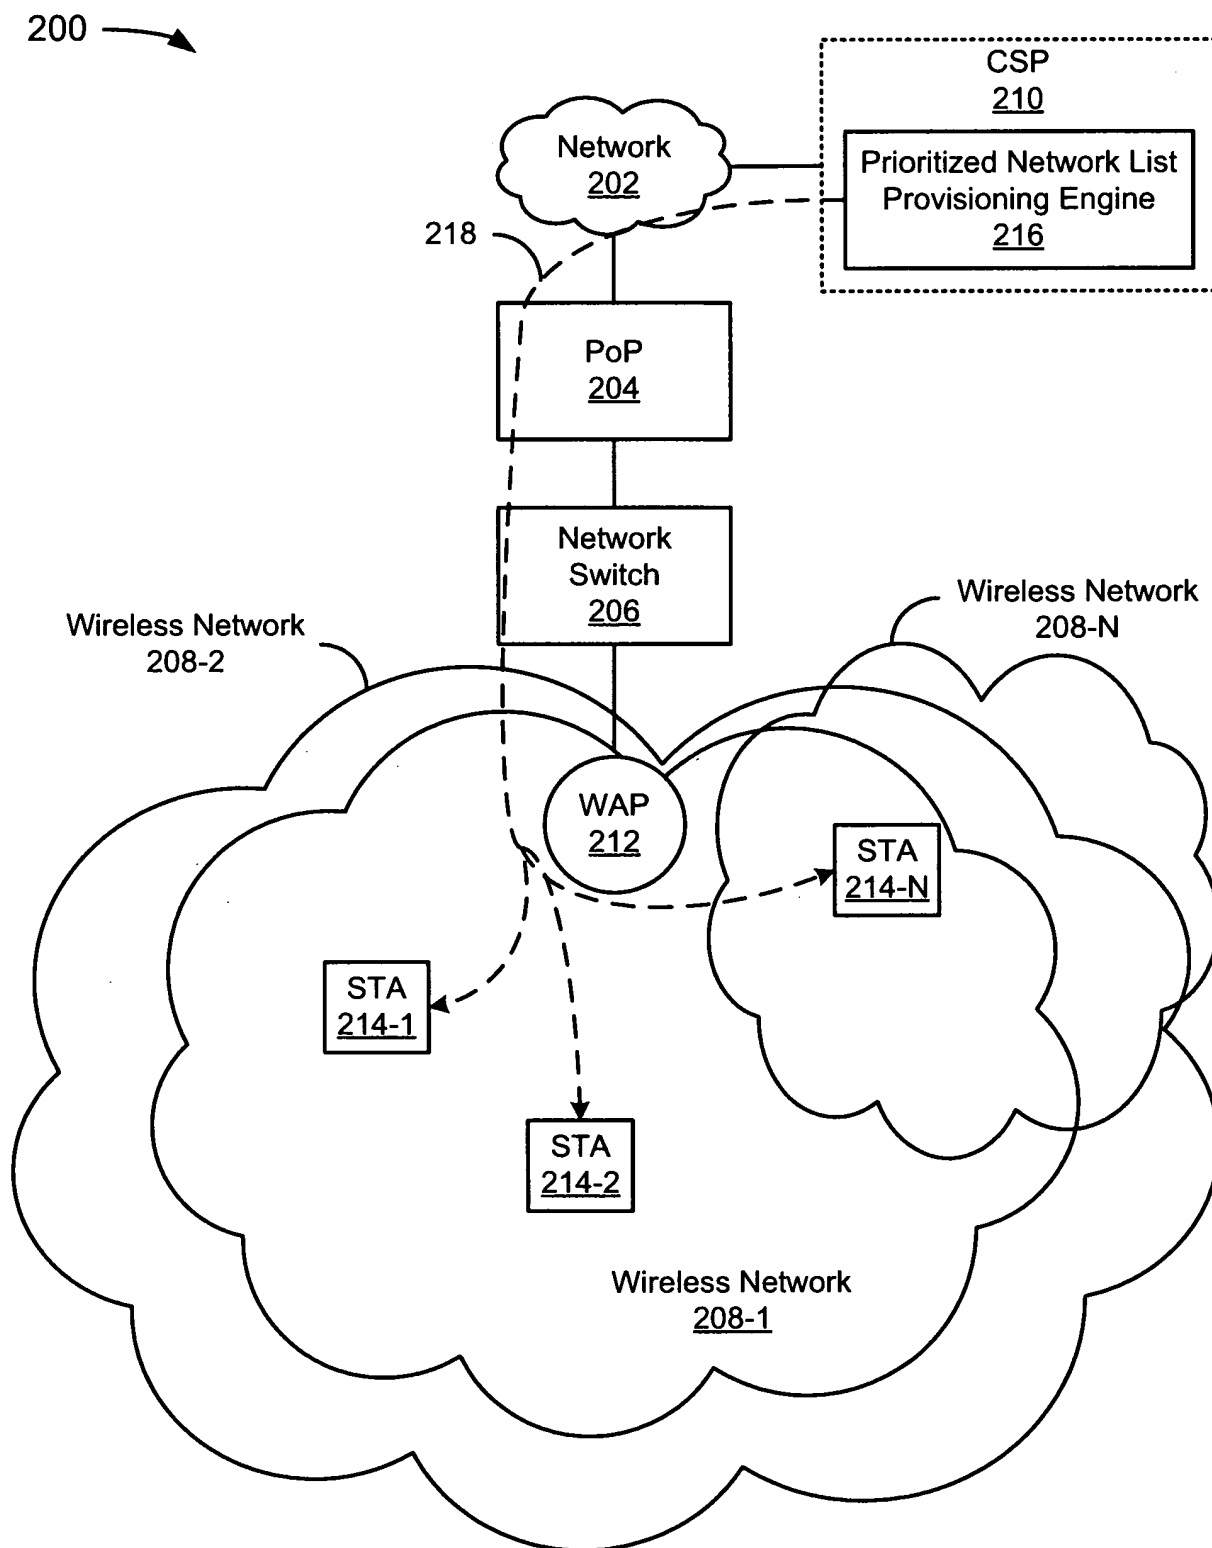 200
CSP
210
Network
202
Prioritized Network List
Provisioning Engine
216
218
PoP
204
Network
Switch
206
Wireless Network
208-2
Wireless Network
208-N
WAP
212
STA
214-N
STA
214-1
STA
214-2
Wireless Network
208-1